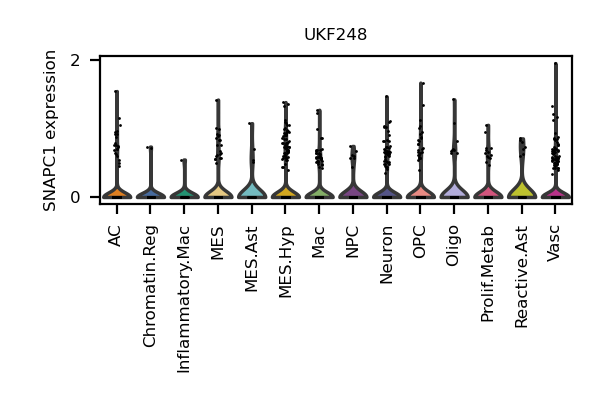 UKF248
SNAPC1 expression
2
0
AC
Chromatin.Reg
Inflammatory.Mac
MES
MES.Ast
MES.Hyp
Mac
NPC
Neuron
OPC
Oligo
Prolif.Metab
Reactive.Ast
Vasc